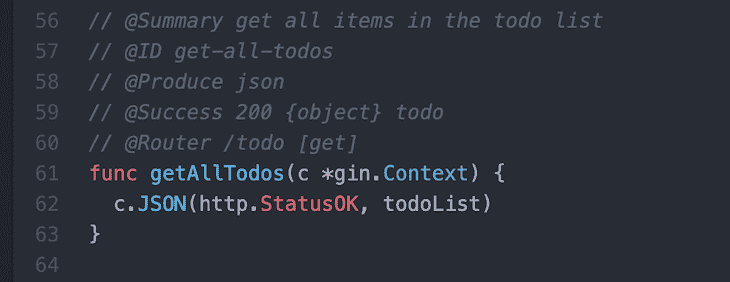 56 // @Summary get all items in the todo list
57 // @ID get-all-todos
58 // @Produce json
59 // @Success 200 {object} todo
60 // @Router /todo [get]
61 func getAllTodos(c *gin.Context) {
62   c.JSON(http.StatusOK, todoList)
63 }
64